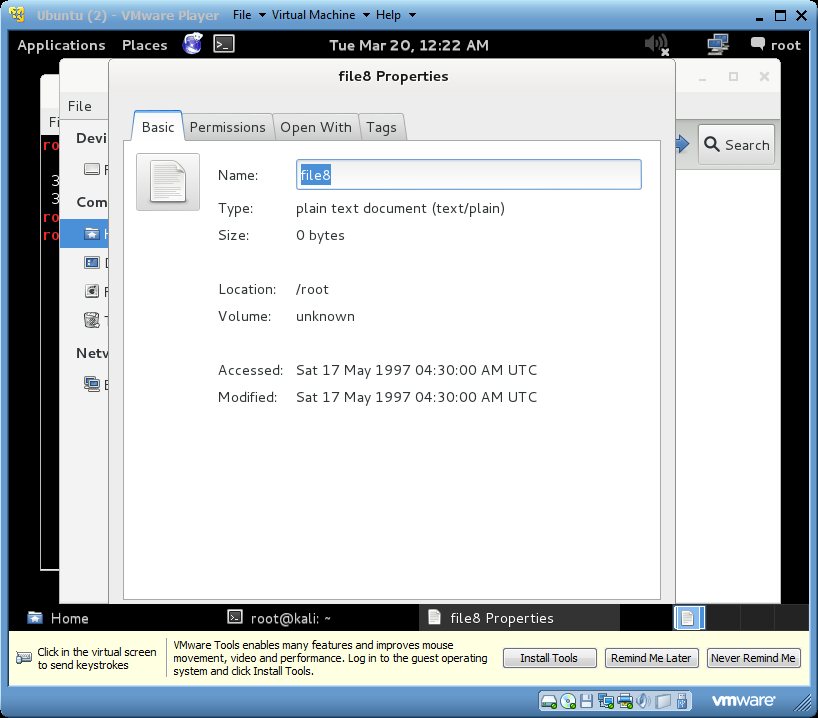 Ubuntu (2) - VMware Player File Virtual Machine Help
Applications Places Tue Mar 20, 12:22 AM root
file8 Properties
File
Fi
Basic Permissions Open With Tags
Devi
Search
ro
Name: file8
3
3
Com
Type: plain text document (text/plain)
ro
ro
Size: 0 bytes
Location: /root
Volume: unknown
Netw
Accessed: Sat 17 May 1997 04:30:00 AM UTC
Modified: Sat 17 May 1997 04:30:00 AM UTC
Home root@kali: ~ file8 Properties
Click in the virtual screen
to send keystrokes
VMware Tools enables many features and improves mouse
movement, video and performance. Log in to the guest operating
system and click Install Tools.
Install Tools Remind Me Later Never Remind Me
vmware